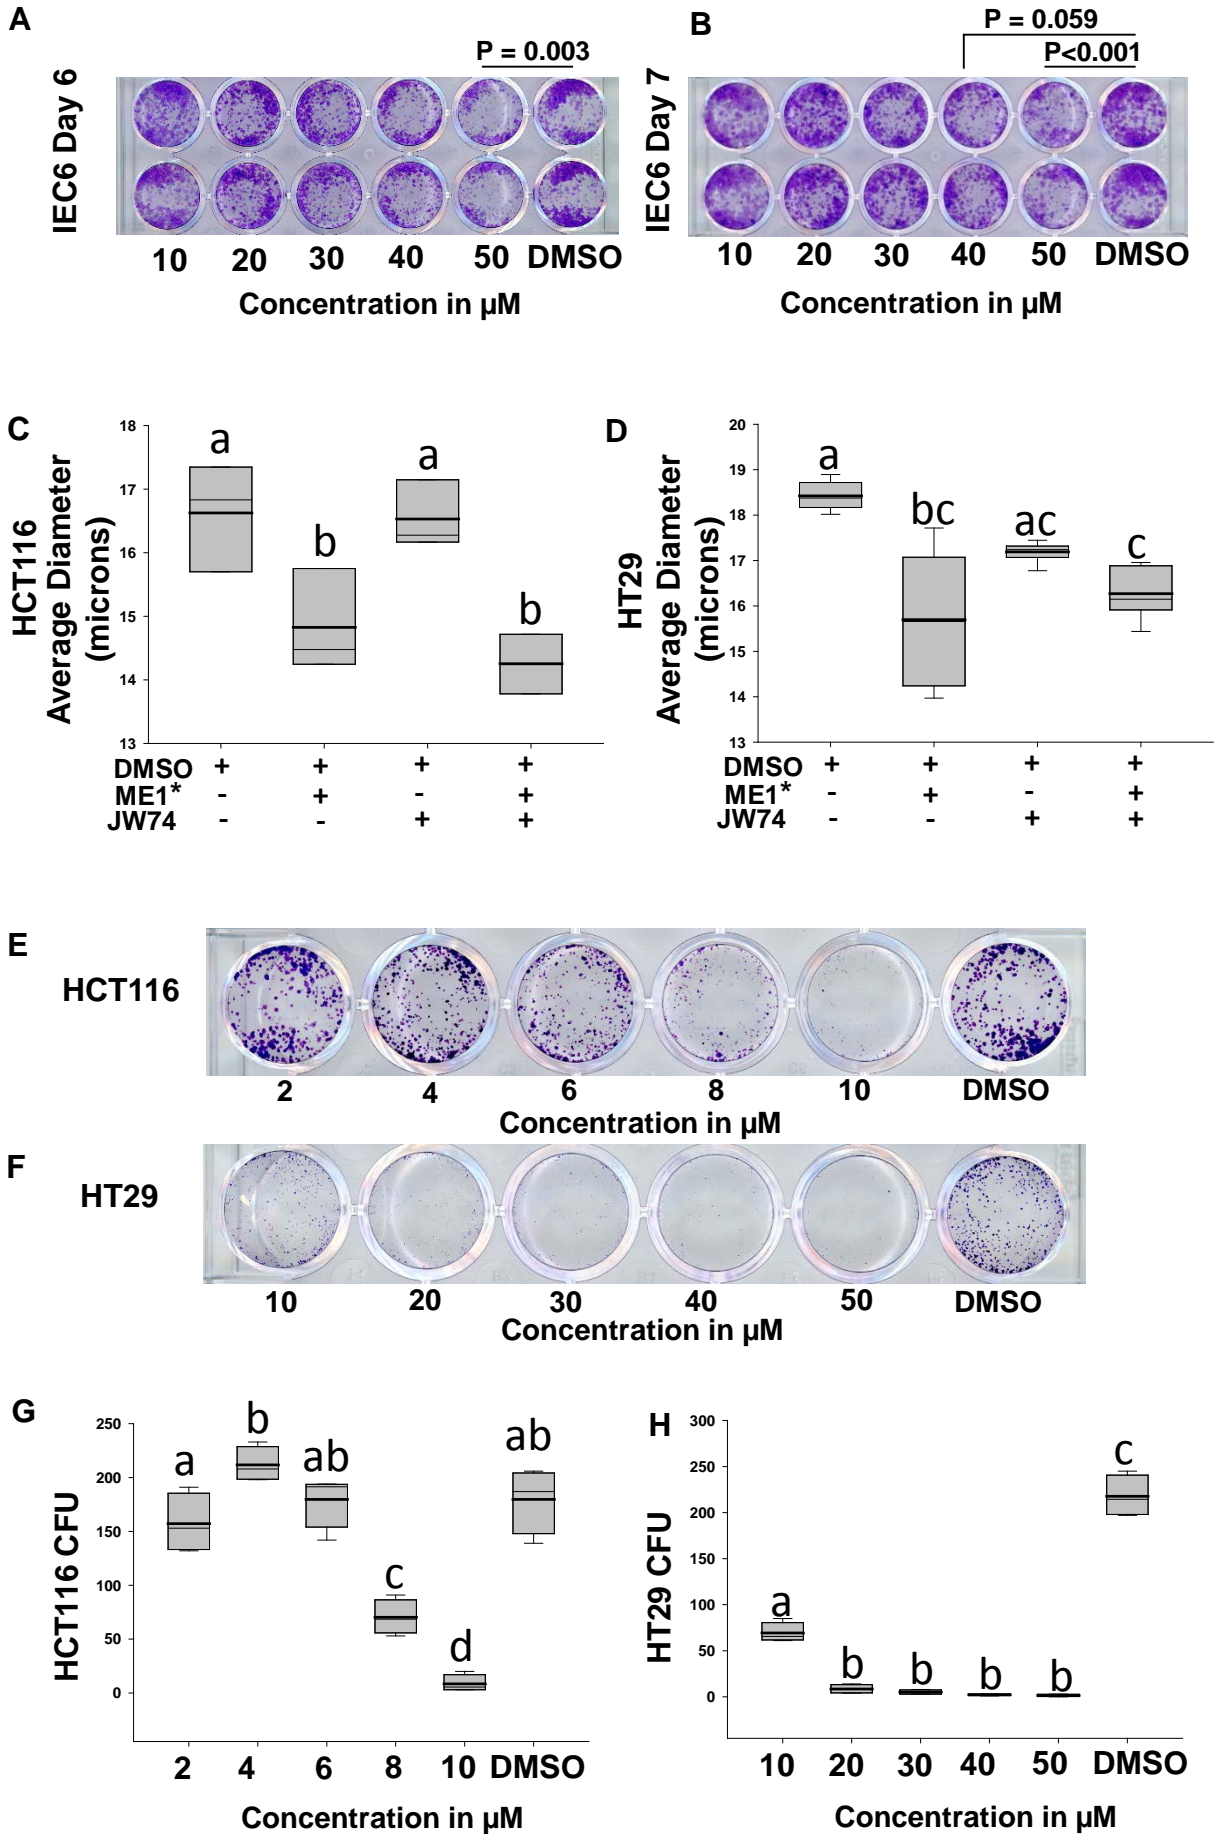 A
P = 0.003
IEC6 Day 6
10 20 30 40 50 DMSO
Concentration in µM
B
P = 0.059
P<0.001
IEC6 Day 7
10 20 30 40 50 DMSO
Concentration in µM
C
HCT116
Average Diameter
(microns)
18
17
16
15
14
13
a
b
a
b
DMSO + + + +
ME1* - + - +
JW74 - - + +
D
HT29
Average Diameter
(microns)
20
19
18
17
16
15
14
13
a
bc
ac
c
DMSO + + + +
ME1* - + - +
JW74 - - + +
E
HCT116
2 4 6 8 10 DMSO
Concentration in µM
F
HT29
10 20 30 40 50 DMSO
Concentration in µM
G
HCT116 CFU
250
200
150
100
50
0
a
b
ab
c
d
ab
2 4 6 8 10 DMSO
Concentration in µM
H
HT29 CFU
300
250
200
150
100
50
0
a
b
b
b
b
c
10 20 30 40 50 DMSO
Concentration in µM